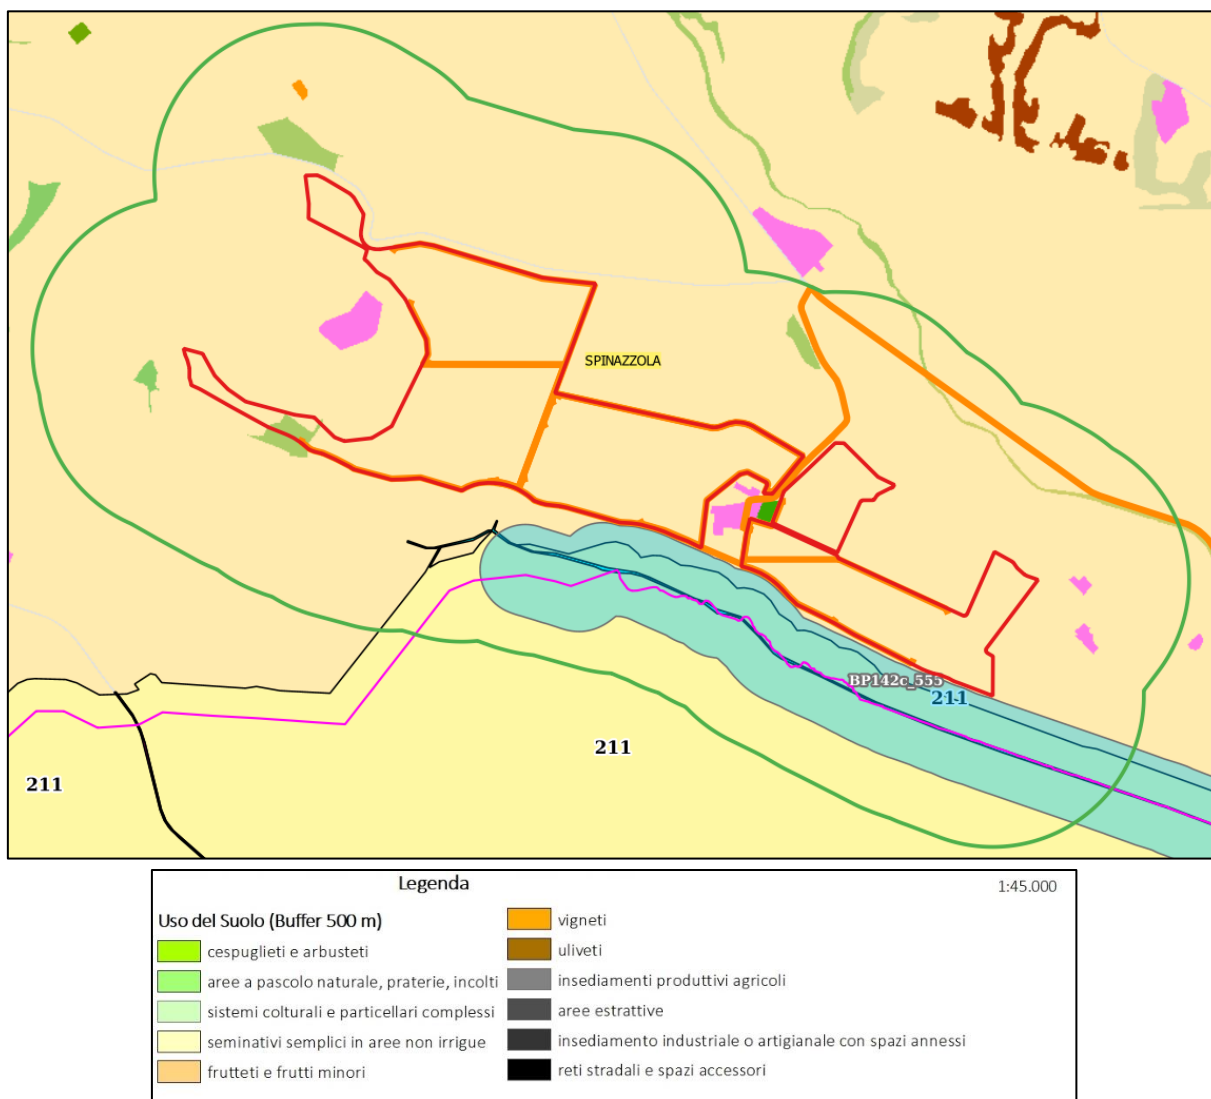 SPINAZZOLA
BP142c_555
211
211
211
Legenda
1:45.000
Uso del Suolo (Buffer 500 m)
cespuglieti e arbusteti
aree a pascolo naturale, praterie, incolti
sistemi colturali e particellari complessi
seminativi semplici in aree non irrigue
frutteti e frutti minori
vigneti
uliveti
insediamenti produttivi agricoli
aree estrattive
insediamento industriale o artigianale con spazi annessi
reti stradali e spazi accessori